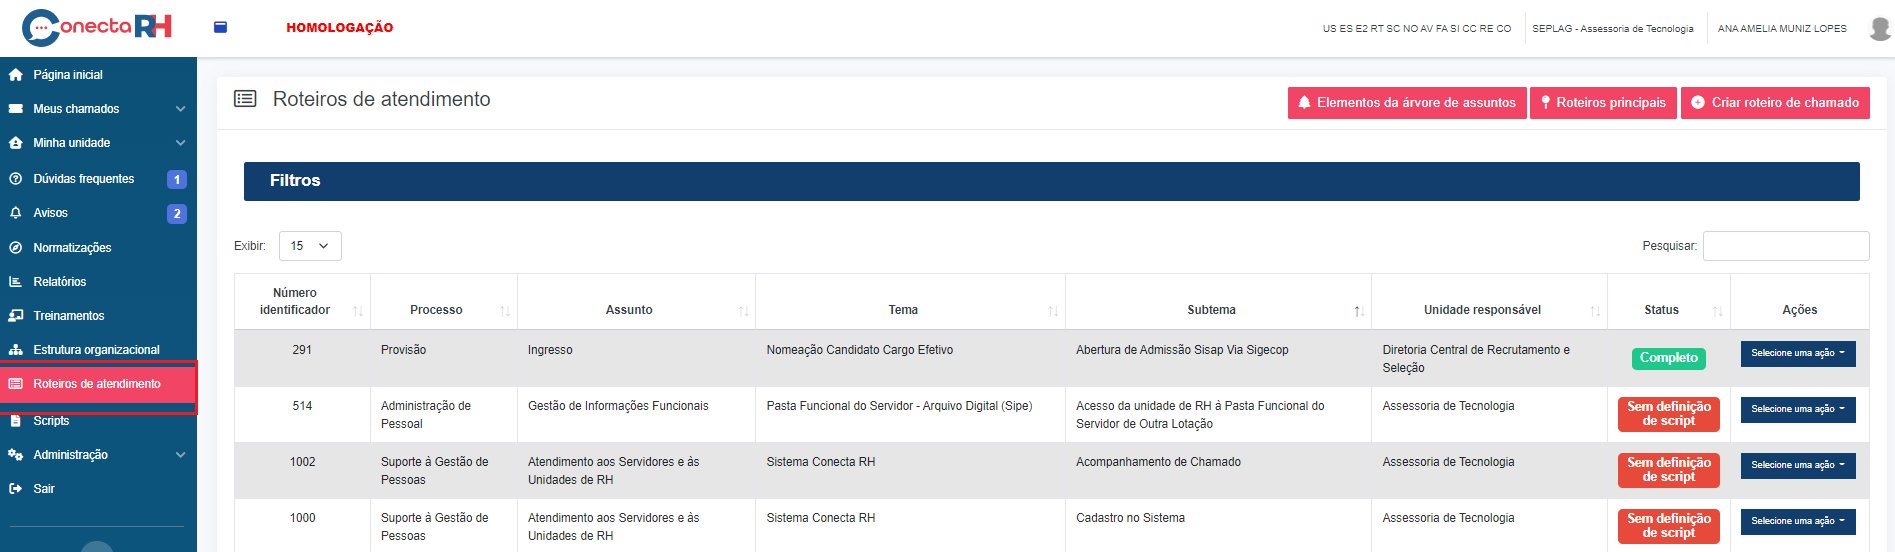 Conecta RH
HOMOLOGAÇÃO
US ES E2 RT SC NO AV FA SI CC RE CO
SEPLAG - Assessoria de Tecnologia
ANA AMELIA MUNIZ LOPES
Página inicial
Meus chamados
Minha unidade
Dúvidas frequentes 1
Avisos 2
Normatizações
Relatórios
Treinamentos
Estrutura organizacional
Roteiros de atendimento
Scripts
Administração
Sair
Roteiros de atendimento
Elementos da árvore de assuntos
Roteiros principais
Criar roteiro de chamado
Filtros
Exibir: 15
Pesquisar:
Número
identificador
Processo
Assunto
Tema
Subtema
Unidade responsável
Status
Ações
291
Provisão
Ingresso
Nomeação Candidato Cargo Efetivo
Abertura de Admissão Sisap Via Sigecop
Diretoria Central de Recrutamento e
Seleção
Completo
Selecione uma ação
514
Administração de
Pessoal
Gestão de Informações Funcionais
Pasta Funcional do Servidor - Arquivo Digital (Sipe)
Acesso da unidade de RH à Pasta Funcional do
Servidor de Outra Lotação
Assessoria de Tecnologia
Sem definição
de script
Selecione uma ação
1002
Suporte à Gestão de
Pessoas
Atendimento aos Servidores e às
Unidades de RH
Sistema Conecta RH
Acompanhamento de Chamado
Assessoria de Tecnologia
Sem definição
de script
Selecione uma ação
1000
Suporte à Gestão de
Pessoas
Atendimento aos Servidores e às
Unidades de RH
Sistema Conecta RH
Cadastro no Sistema
Assessoria de Tecnologia
Sem definição
de script
Selecione uma ação